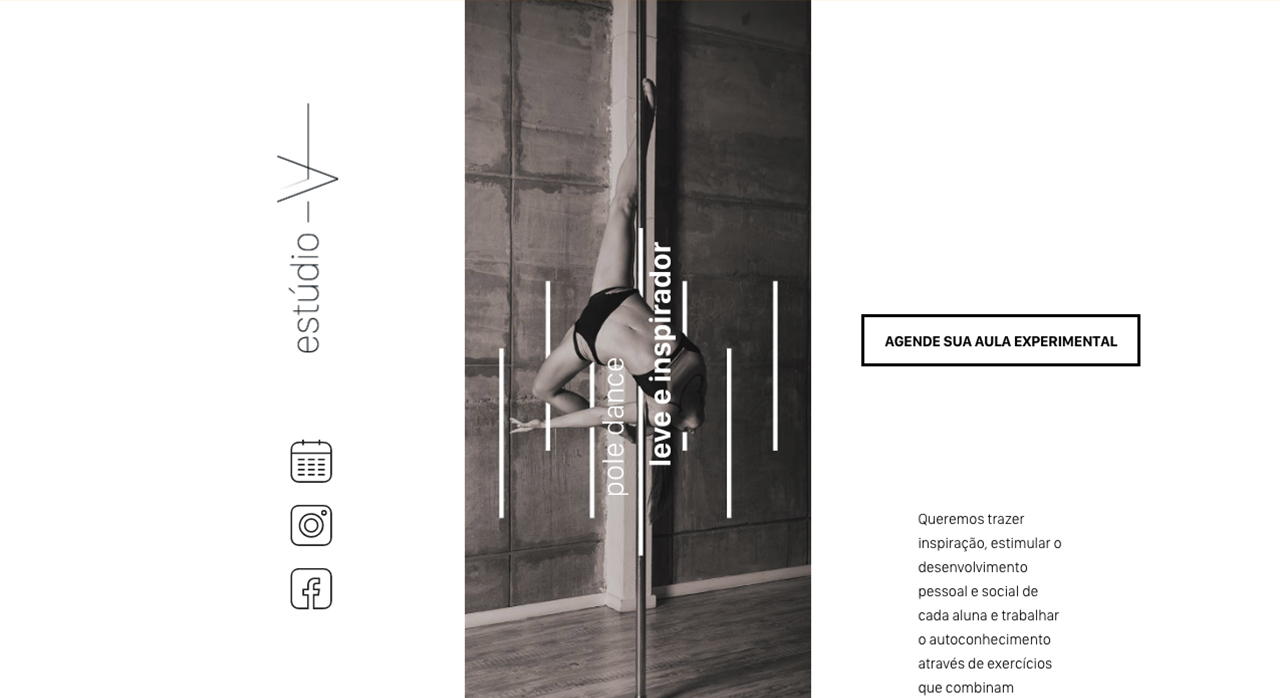 estúdio – V
pole dance
leve e inspirador
AGENDE SUA AULA EXPERIMENTAL
Queremos trazer
inspiração, estimular o
desenvolvimento
pessoal e social de
cada aluna e trabalhar
o autoconhecimento
através de exercícios
que combinam